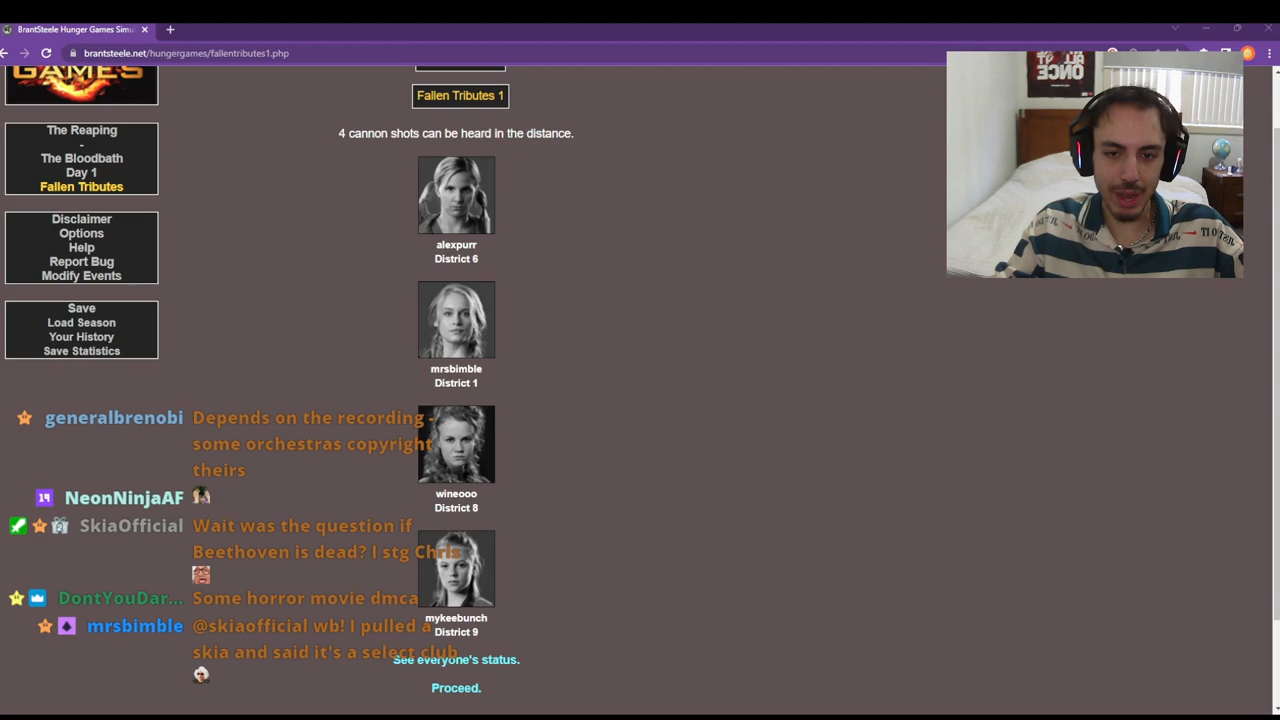 BrantSteele Hunger Games Simu
brantsteele.net/hungergames/fallentributes1.php
GAMES
The Reaping
-
The Bloodbath
Day 1
Fallen Tributes
Disclaimer
Options
Help
Report Bug
Modify Events
Save
Load Season
Your History
Save Statistics
Fallen Tributes 1
4 cannon shots can be heard in the distance.
alexpurr
District 6
mrsbimble
District 1
wineooo
District 8
mykeebunch
District 9
See everyone's status.
Proceed.
generalbrenobi Depends on the recording -
some orchestras copyright
theirs
19 NeonNinjaAF
SkiaOfficial Wait was the question if
Beethoven is dead? I stg Chris
DontYouDar... Some horror movie dmca
mrsbimble @skiaofficial wb! I pulled a
skia and said it's a select club
ALL AT
ONCE